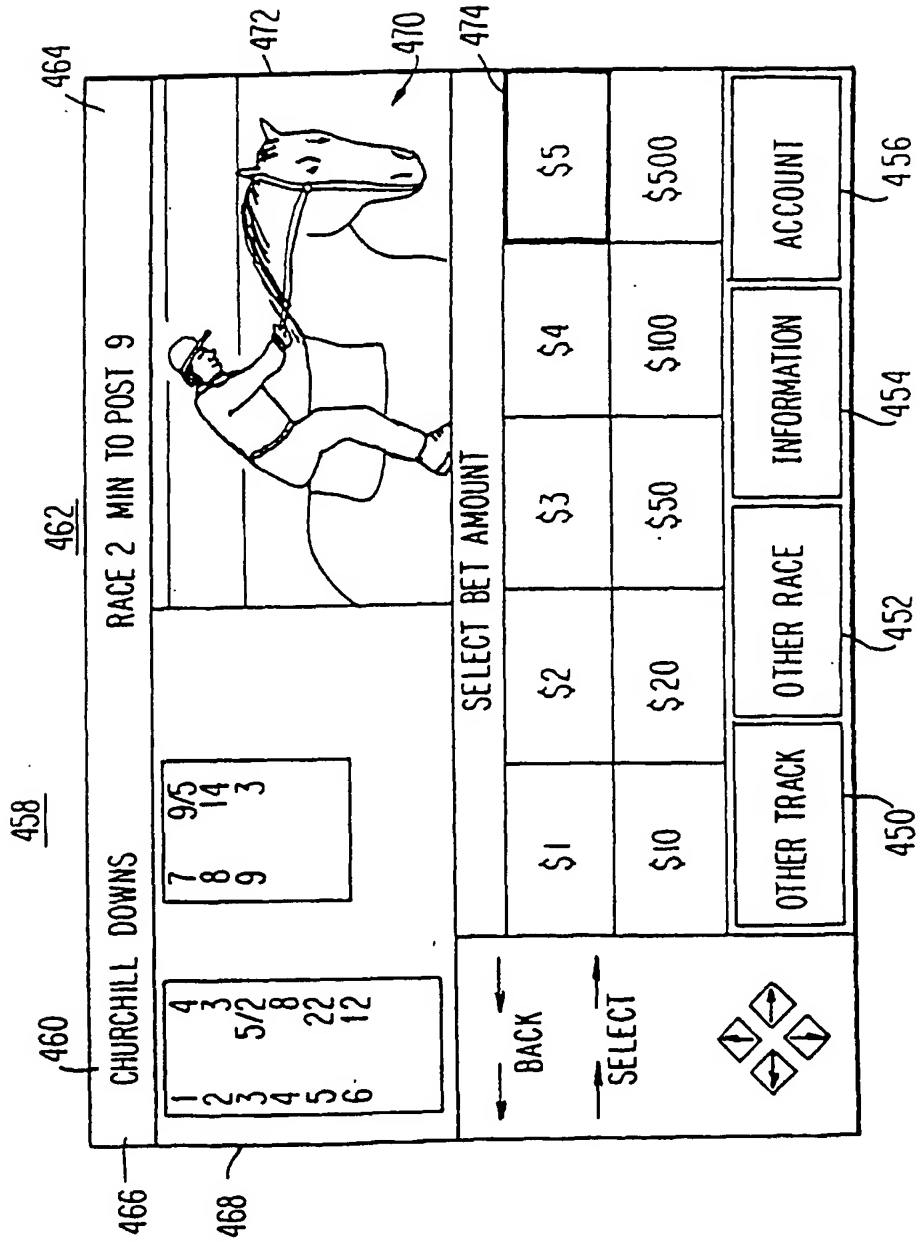 458
462
460
464
466
CHURCHILL DOWNS RACE 2 MIN TO POST 9
1 4
2 3
3 5/2
4 8
5 22
6 12
7 9/5
8 14
9 3
468
472
470
474
SELECT BET AMOUNT
BACK
SELECT
$1 $2 $3 $4 $5
$10 $20 $50 $100 $500
OTHER TRACK OTHER RACE INFORMATION ACCOUNT
450 452 454 456